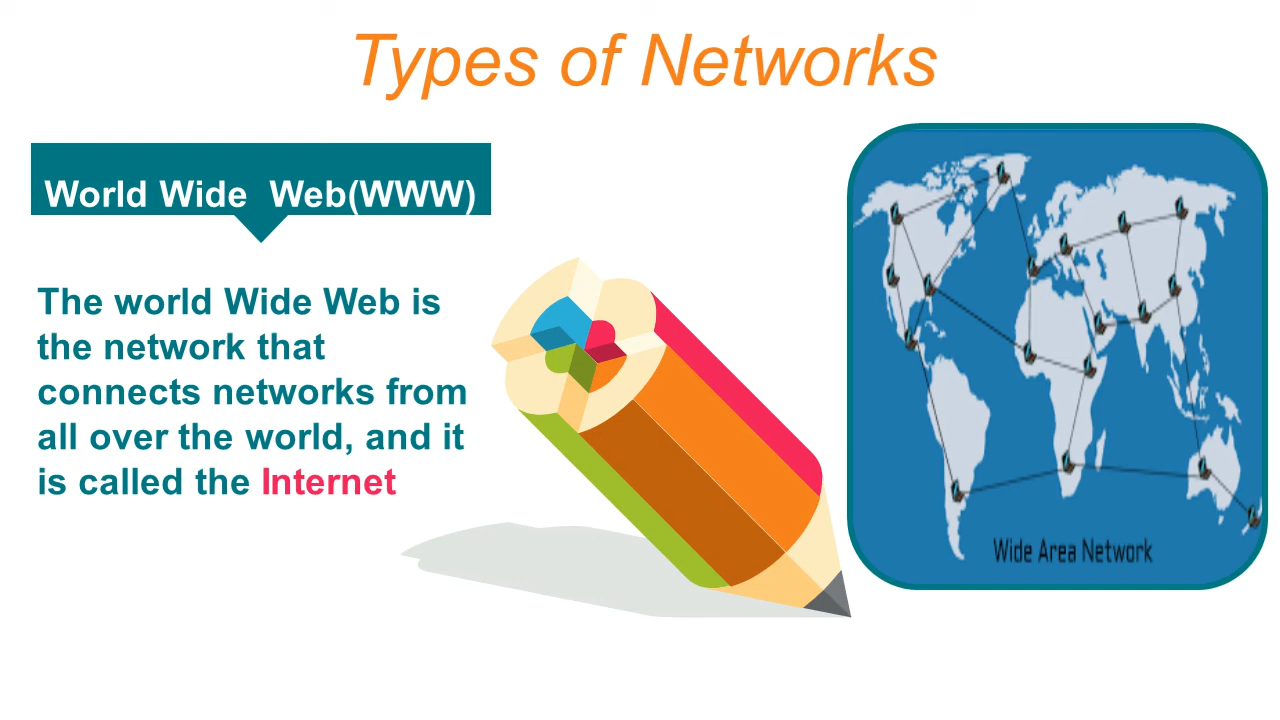 Types of Networks
World Wide  Web(WWW)
The world Wide Web is
the network that
connects networks from
all over the world, and it
is called the Internet
Wide Area Network